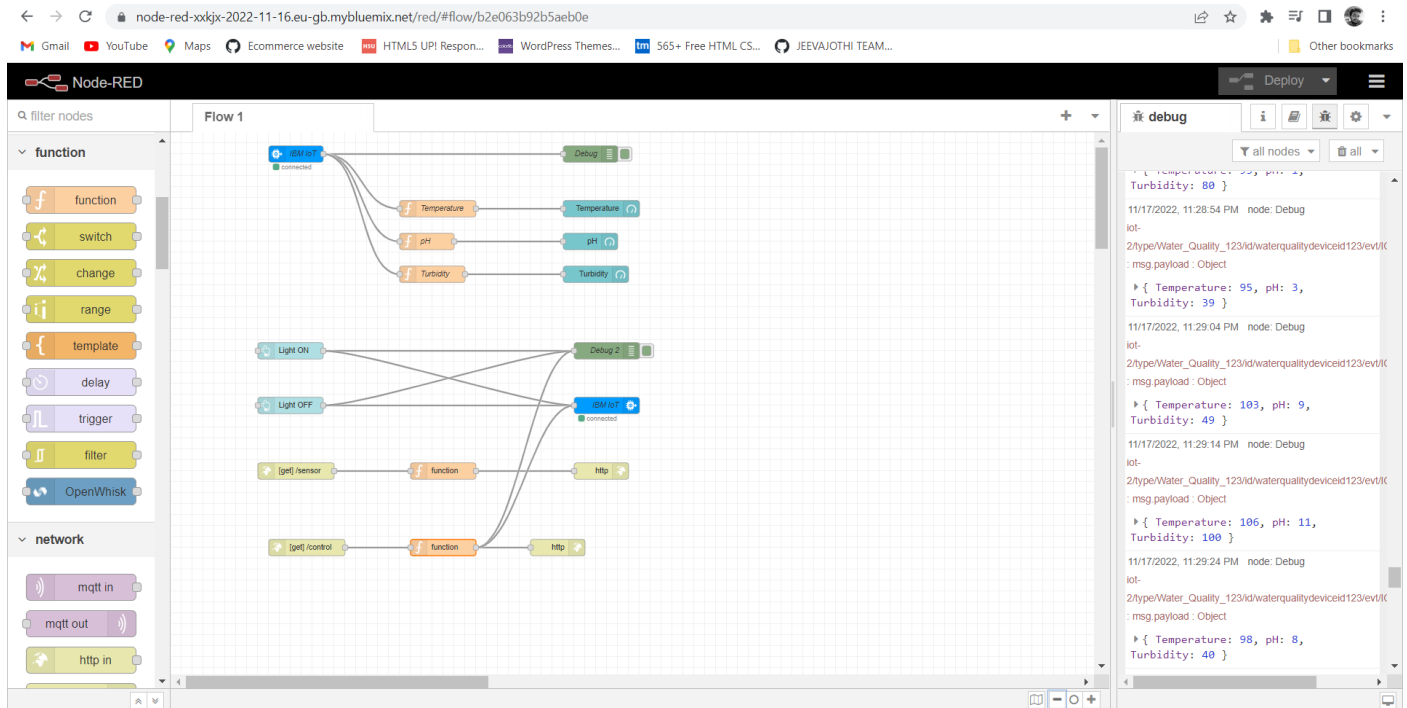 node-red-xxkjx-2022-11-16.eu-gb.mybluemix.net/red/#flow/b2e063b92b5aeb0e
Gmail YouTube Maps Ecommerce website HTML5 UP! Respon... WordPress Themes... 565+ Free HTML CS... JEEVAJOTHI TEAM... Other bookmarks
Node-RED Deploy
filter nodes
Flow 1
debug
function
function
switch
change
range
template
delay
trigger
filter
OpenWhisk
network
mqtt in
mqtt out
http in
IBM IoT
connected
Debug
Temperature Temperature
pH pH
Turbidity Turbidity
Light ON Debug 2
Light OFF IBM IoT
connected
[get] /sensor function http
[get] /control function http
all nodes all
Turbidity: 80 }
11/17/2022, 11:28:54 PM node: Debug
iot-
2/type/Water_Quality_123/id/waterqualitydeviceid123/evt/
: msg.payload : Object
{ Temperature: 95, pH: 3,
Turbidity: 39 }
11/17/2022, 11:29:04 PM node: Debug
iot-
2/type/Water_Quality_123/id/waterqualitydeviceid123/evt/
: msg.payload : Object
{ Temperature: 103, pH: 9,
Turbidity: 49 }
11/17/2022, 11:29:14 PM node: Debug
iot-
2/type/Water_Quality_123/id/waterqualitydeviceid123/evt/
: msg.payload : Object
{ Temperature: 106, pH: 11,
Turbidity: 100 }
11/17/2022, 11:29:24 PM node: Debug
iot-
2/type/Water_Quality_123/id/waterqualitydeviceid123/evt/
: msg.payload : Object
{ Temperature: 98, pH: 8,
Turbidity: 40 }